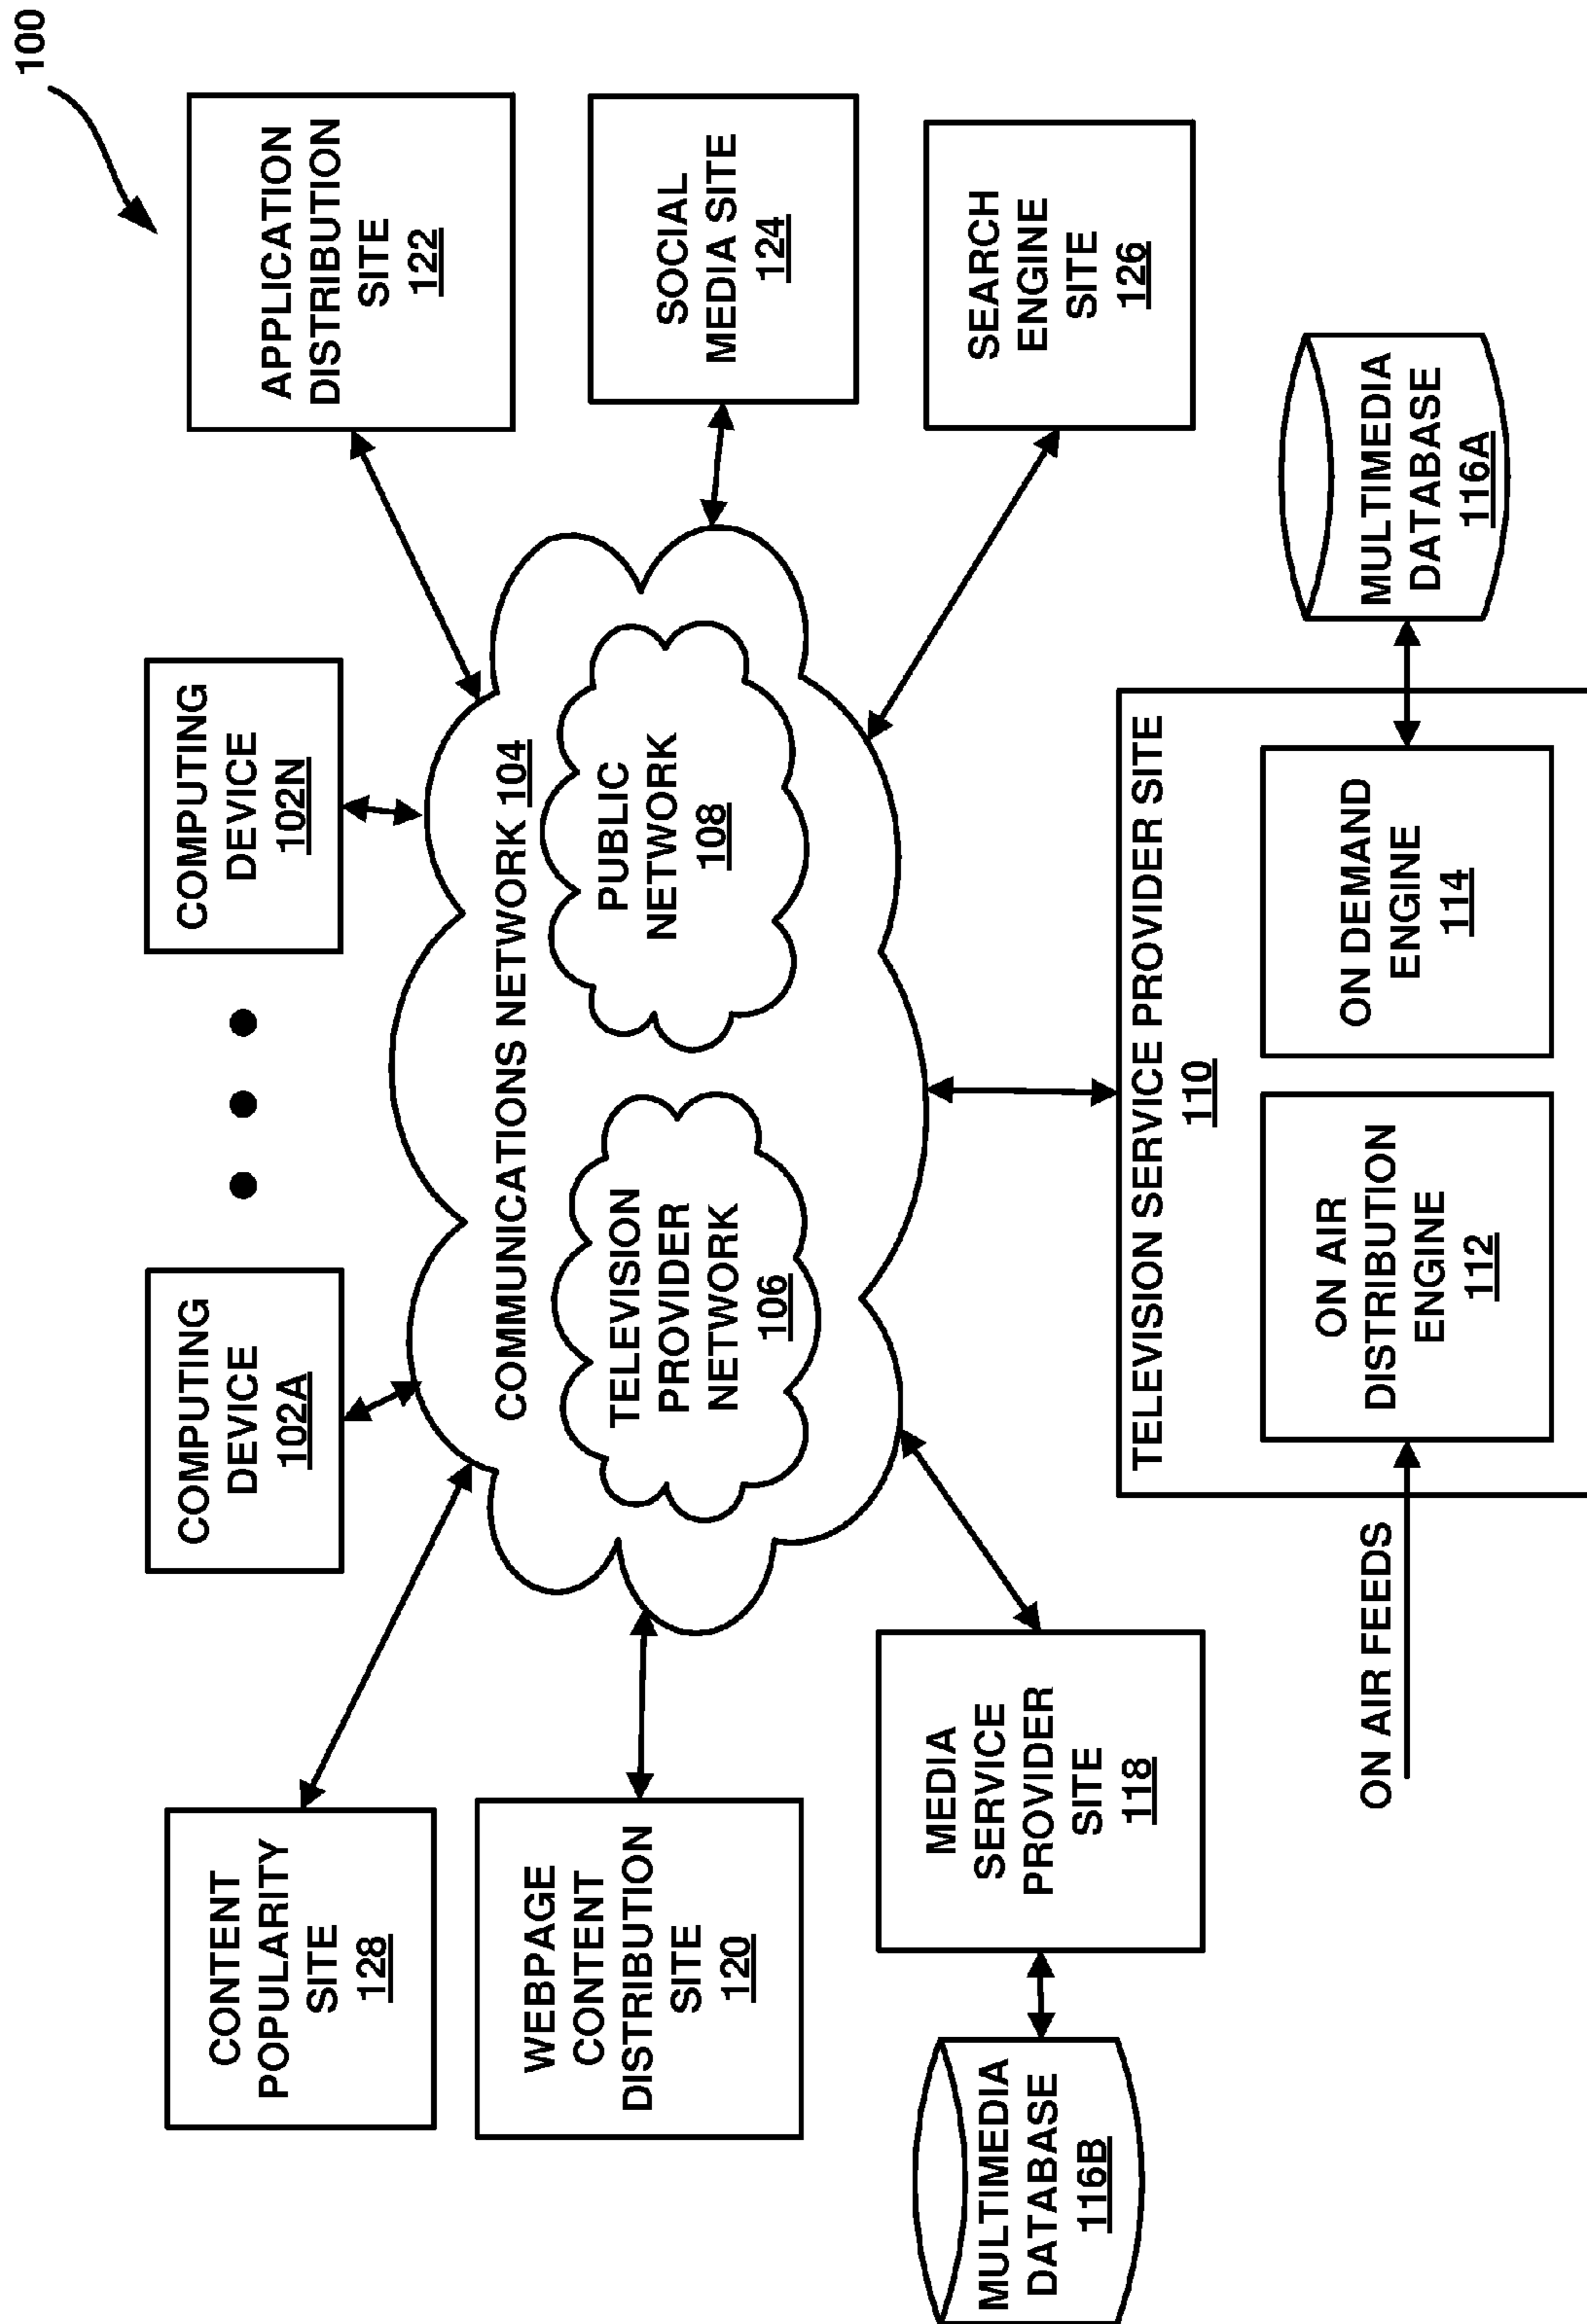 100
CONTENT
POPULARITY
SITE
128
COMPUTING
DEVICE
102A
COMPUTING
DEVICE
102N
APPLICATION
DISTRIBUTION
SITE
122
WEBPAGE
CONTENT
DISTRIBUTION
SITE
120
COMMUNICATIONS NETWORK 104
TELEVISION
PROVIDER
NETWORK
106
PUBLIC
NETWORK
108
SOCIAL
MEDIA SITE
124
MEDIA
SERVICE
PROVIDER
SITE
118
SEARCH
ENGINE
SITE
126
MULTIMEDIA
DATABASE
116B
TELEVISION SERVICE PROVIDER SITE
110
ON AIR FEEDS
ON AIR
DISTRIBUTION
ENGINE
112
ON DEMAND
ENGINE
114
MULTIMEDIA
DATABASE
116A